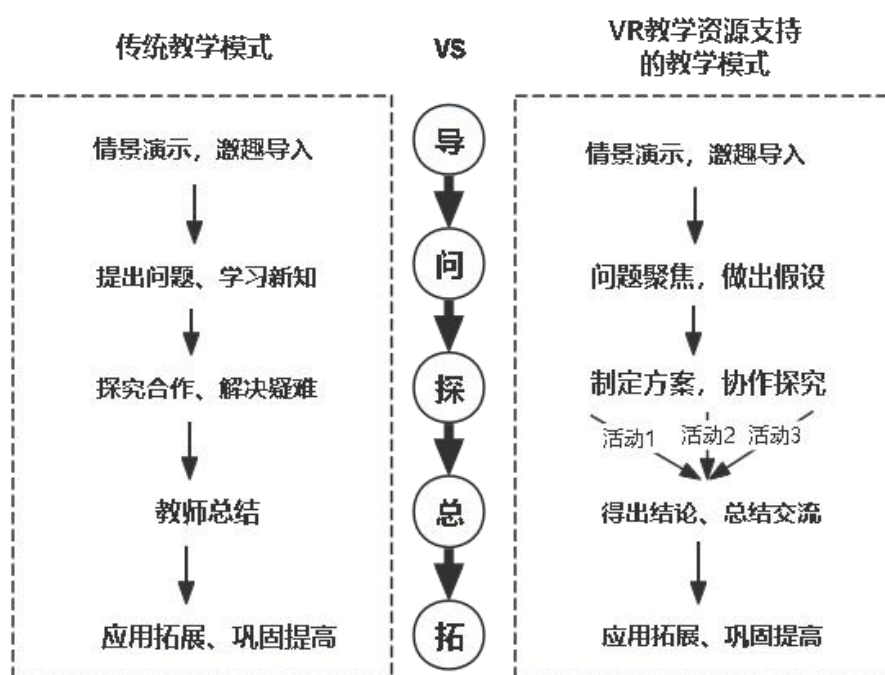 传统教学模式
VS
VR教学资源支持
的教学模式
情景演示，激趣导入
导
情景演示，激趣导入
提出问题、学习新知
问
问题聚焦，做出假设
探究合作、解决疑难
探
制定方案，协作探究
活动1
活动2
活动3
教师总结
总
得出结论、总结交流
应用拓展、巩固提高
拓
应用拓展、巩固提高